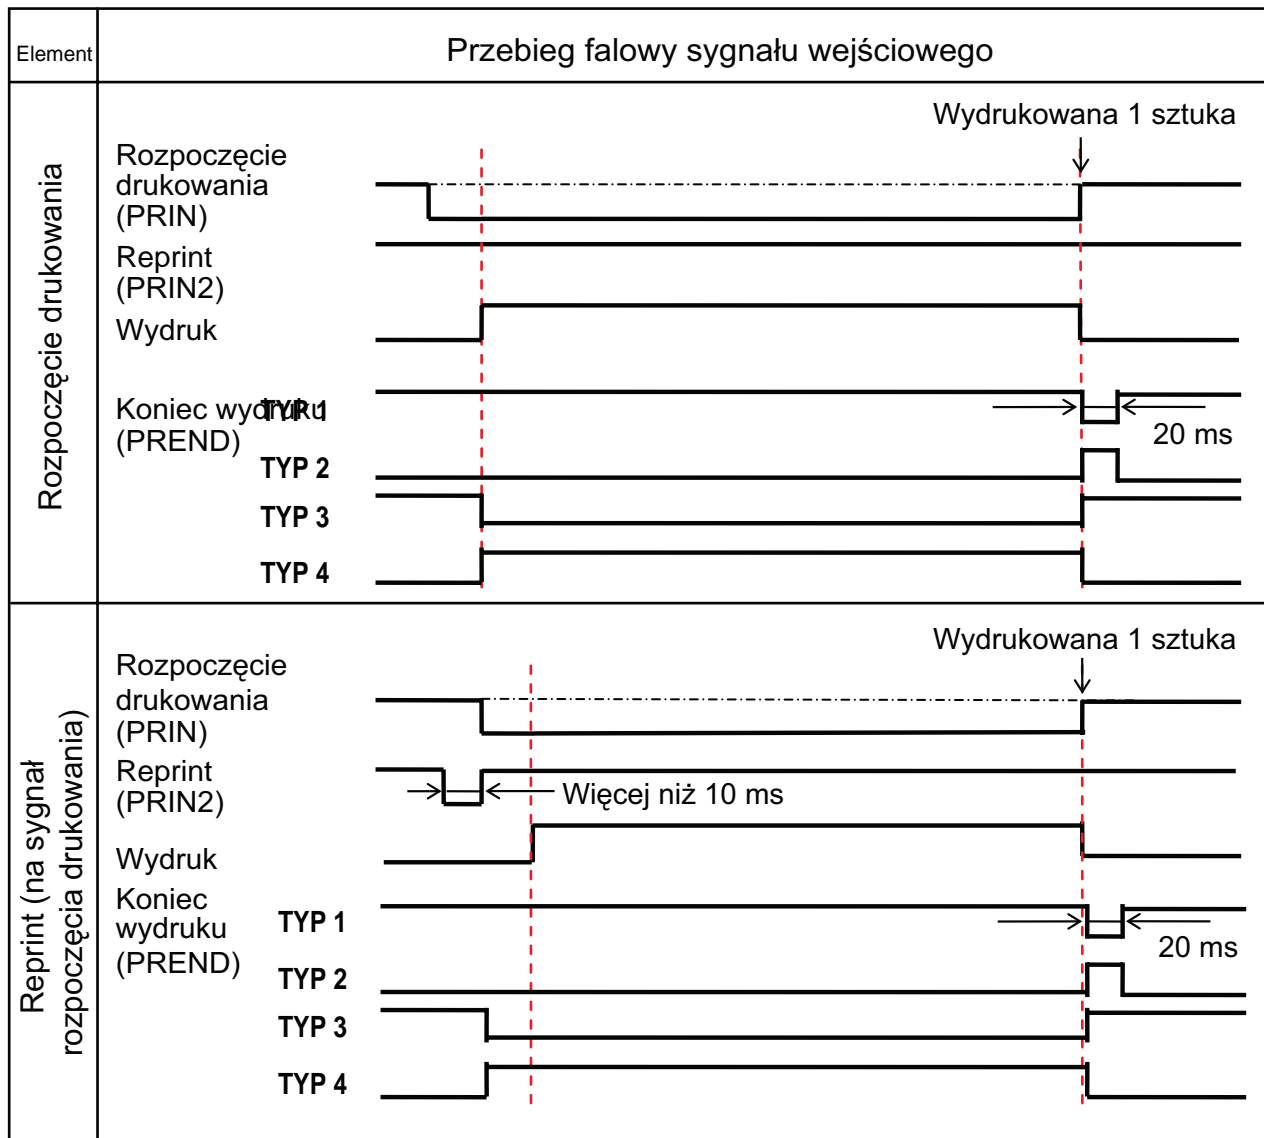 Element
Przebieg falowy sygnału wejściowego
Rozpoczęcie drukowania
Wydrukowana 1 sztuka
Rozpoczęcie
drukowania
(PRIN)
Reprint
(PRIN2)
Wydruk
Koniec wydruku
(PREND)
TYP 1
20 ms
TYP 2
TYP 3
TYP 4
Reprint (na sygnał
rozpoczęcia drukowania)
Wydrukowana 1 sztuka
Rozpoczęcie
drukowania
(PRIN)
Reprint
(PRIN2)
Więcej niż 10 ms
Wydruk
Koniec
wydruku
(PREND)
TYP 1
20 ms
TYP 2
TYP 3
TYP 4